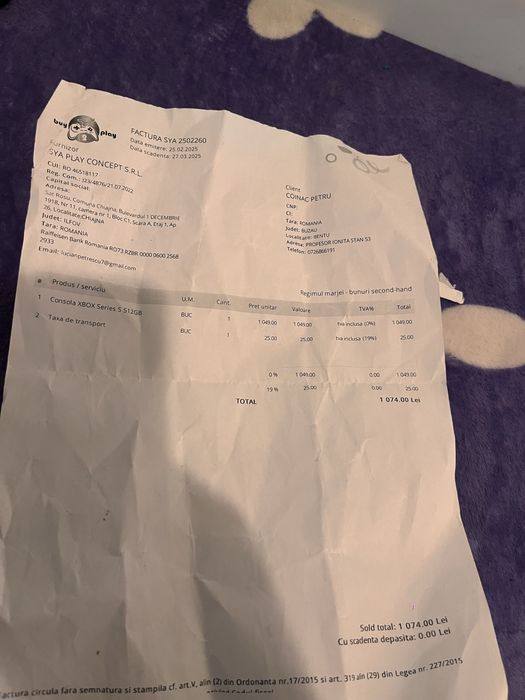 buy play
FACTURA SYA 2502260
Data emitere: 25.02.2025
Data scadenta: 27.03.2025
Furnizor
SYA PLAY CONCEPT S.R.L.
CUI: RO 46518117
Reg. Com.: J23/4876/21.07.2022
Capital social:
Adresa:
Sat Rosu, Comuna Chiajna, Bulevardul 1 DECEMBRIE
1918, Nr 11, camera nr 1, Bloc C1, Scara A, Etaj 1, Ap
26, Localitate:CHIAJNA
Judet: ILFOV
Tara: ROMANIA
Raiffeisen Bank Romania RO73 RZBR 0000 0600 2568
2933
Email: lucianpetrescu7@gmail.com
Client
COINAC PETRU
CNP:
CI:
Tara: ROMANIA
Judet: BUZAU
Localitate: BENTU
Adresa: PROFESOR IONITA STAN 53
Telefon: 0726866191
Regimul marjei - bunuri second-hand
# Produs / serviciu U.M. Cant. Pret unitar Valoare TVA% Total
1 Consola XBOX Series S 512GB BUC 1 1 049.00 1 049.00 tva inclusa (0%) 1 049.00
2 Taxa de transport BUC 1 25.00 25.00 tva inclusa (19%) 25.00
0 % 1 049.00 0.00 1 049.00
19 % 25.00 0.00 25.00
TOTAL 1 074.00 Lei
Sold total: 1 074.00 Lei
Cu scadenta depasita: 0.00 Lei
Factura circula fara semnatura si stampila cf. art.V, alin (2) din Ordonanta nr.17/2015 si art. 319 alin (29) din Legea nr. 227/2015